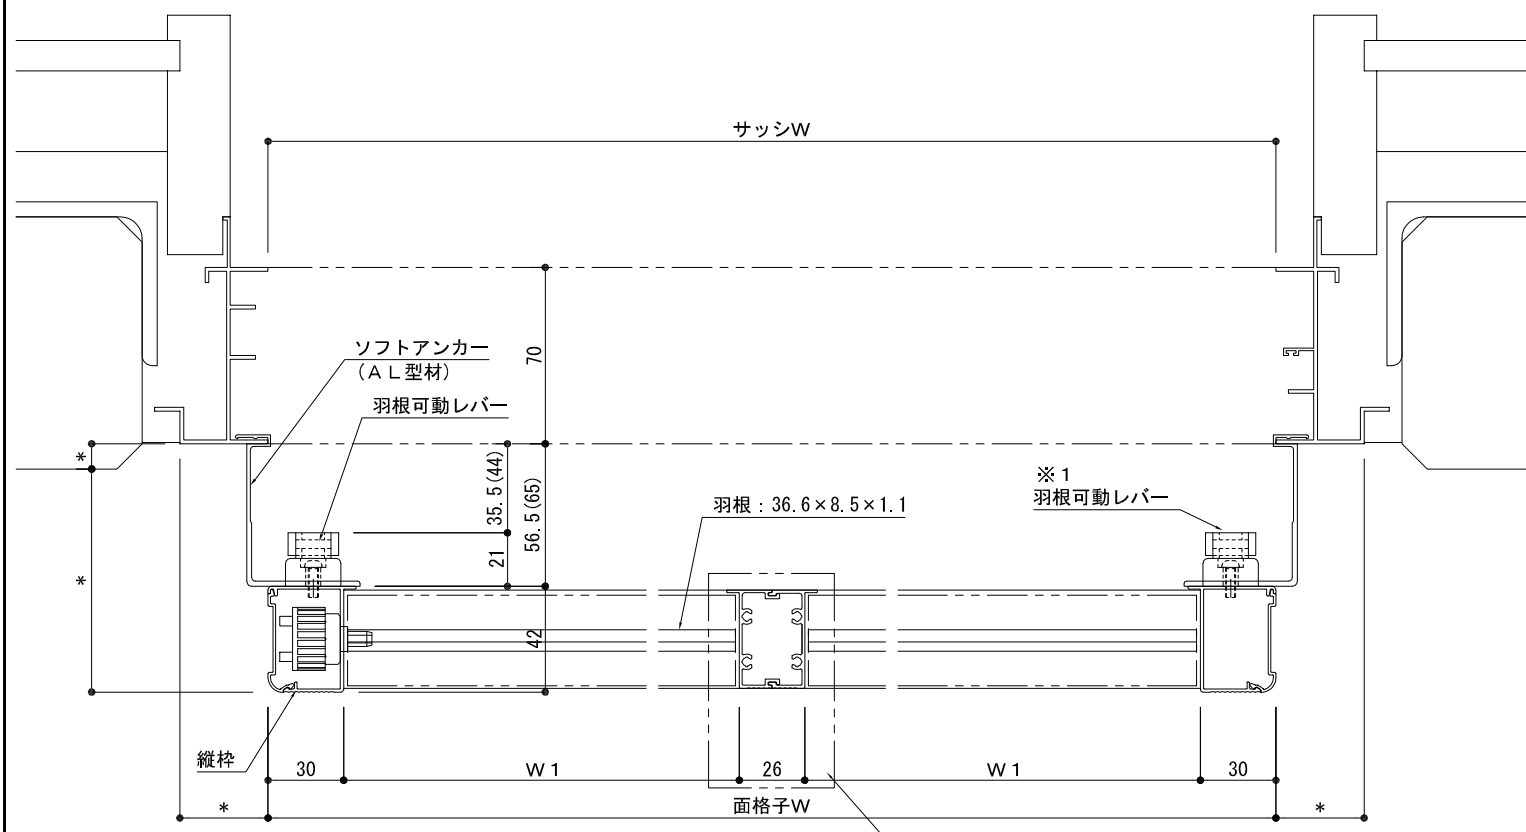 サッシW
ソフトアンカー
(AL型材)
羽根可動レバー
70
*
35.5(44)
56.5(65)
21
羽根：36.6×8.5×1.1
※1
羽根可動レバー
*
42
縦枠
30
W1
26
W1
30
*
面格子W
*